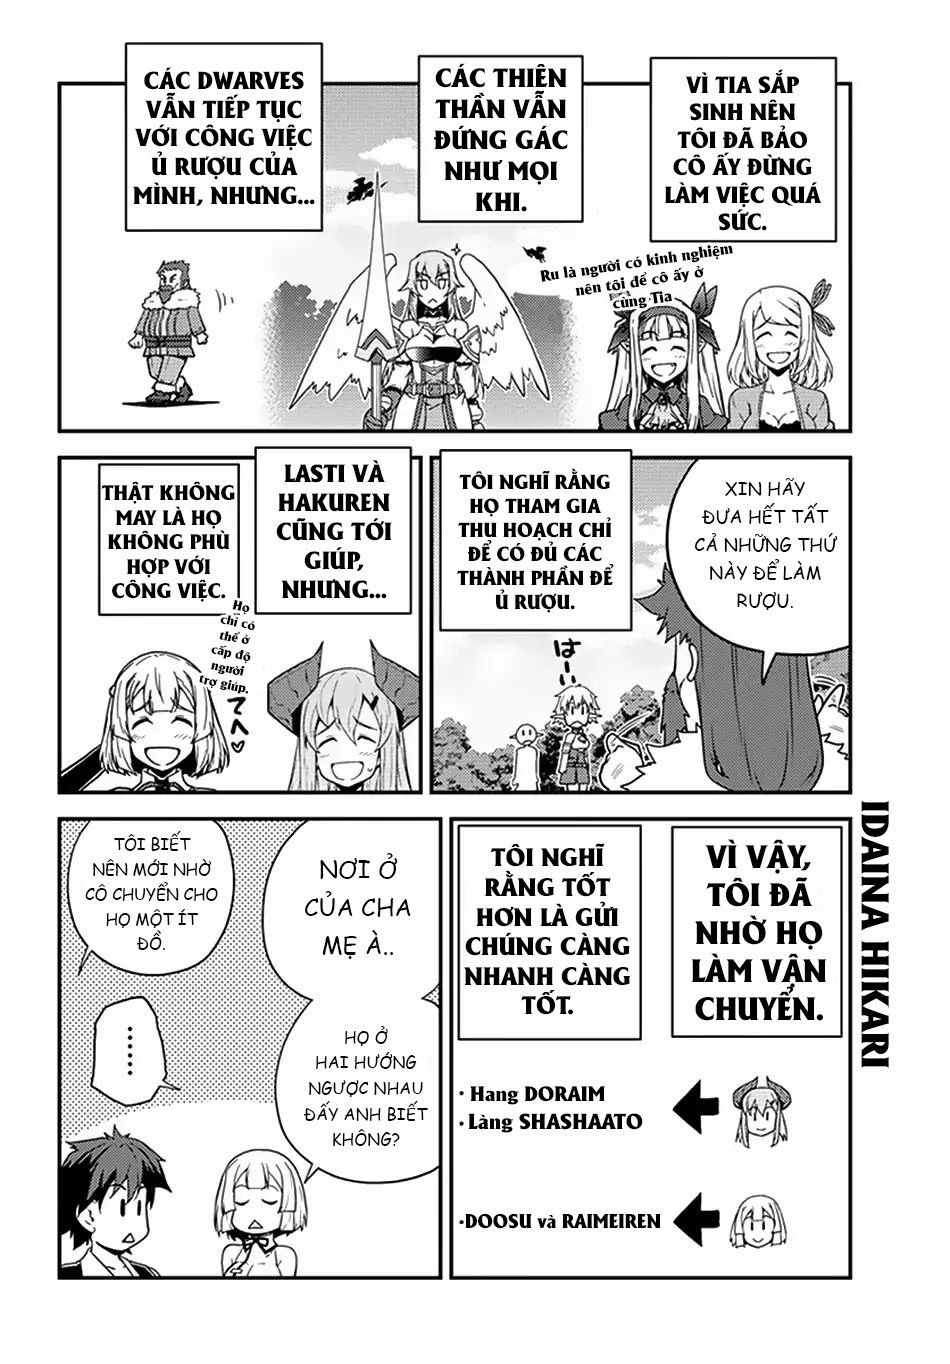 VÌ TIA SẮP
SINH NÊN
TÔI ĐÃ BẢO
CÔ ẤY ĐỪNG
LÀM VIỆC QUÁ
SỨC.
Ru là người có kinh nghiệm
nên tôi để cô ấy ở
cùng Tia
CÁC THIÊN
THẦN VẪN
ĐỨNG GÁC
NHƯ MỌI
KHI.
CÁC DWARVES
VẪN TIẾP TỤC
VỚI CÔNG VIỆC
Ủ RƯỢU CỦA
MÌNH, NHƯNG...
XIN HÃY
ĐƯA HẾT TẤT
CẢ NHỮNG THỨ
NÀY ĐỂ LÀM
RƯỢU.
TÔI NGHĨ RẰNG
HỌ THAM GIA
THU HOẠCH CHỈ
ĐỂ CÓ ĐỦ CÁC
THÀNH PHẦN ĐỂ
Ủ RƯỢU.
はー
LASTI VÀ
HAKUREN
CŨNG TỚI
GIÚP,
NHƯNG...
THẬT KHÔNG
MAY LÀ HỌ
KHÔNG PHÙ
HỢP VỚI
CÔNG VIỆC.
Họ
chỉ có
thể ở
cấp độ
người
trợ giúp.
てへ♥
VÌ VẬY,
TÔI ĐÃ
NHỜ HỌ
LÀM VẬN
CHUYỂN.
TÔI NGHĨ
RẰNG TỐT
HƠN LÀ GỬI
CHÚNG CÀNG
NHANH CÀNG
TỐT.
• Hang DORAIM
• Làng SHASHAATO
•DOOSU và RAIMEIREN
NƠI Ở
CỦA CHA
MẸ À..
HỌ Ở
HAI HƯỚNG
NGƯỢC NHAU
ĐẤY ANH BIẾT
KHÔNG?
TÔI BIẾT
NÊN MỚI NHỜ
CÔ CHUYỂN CHO
HỌ MỘT ÍT
ĐỒ.
......
IDAINA HIKARI